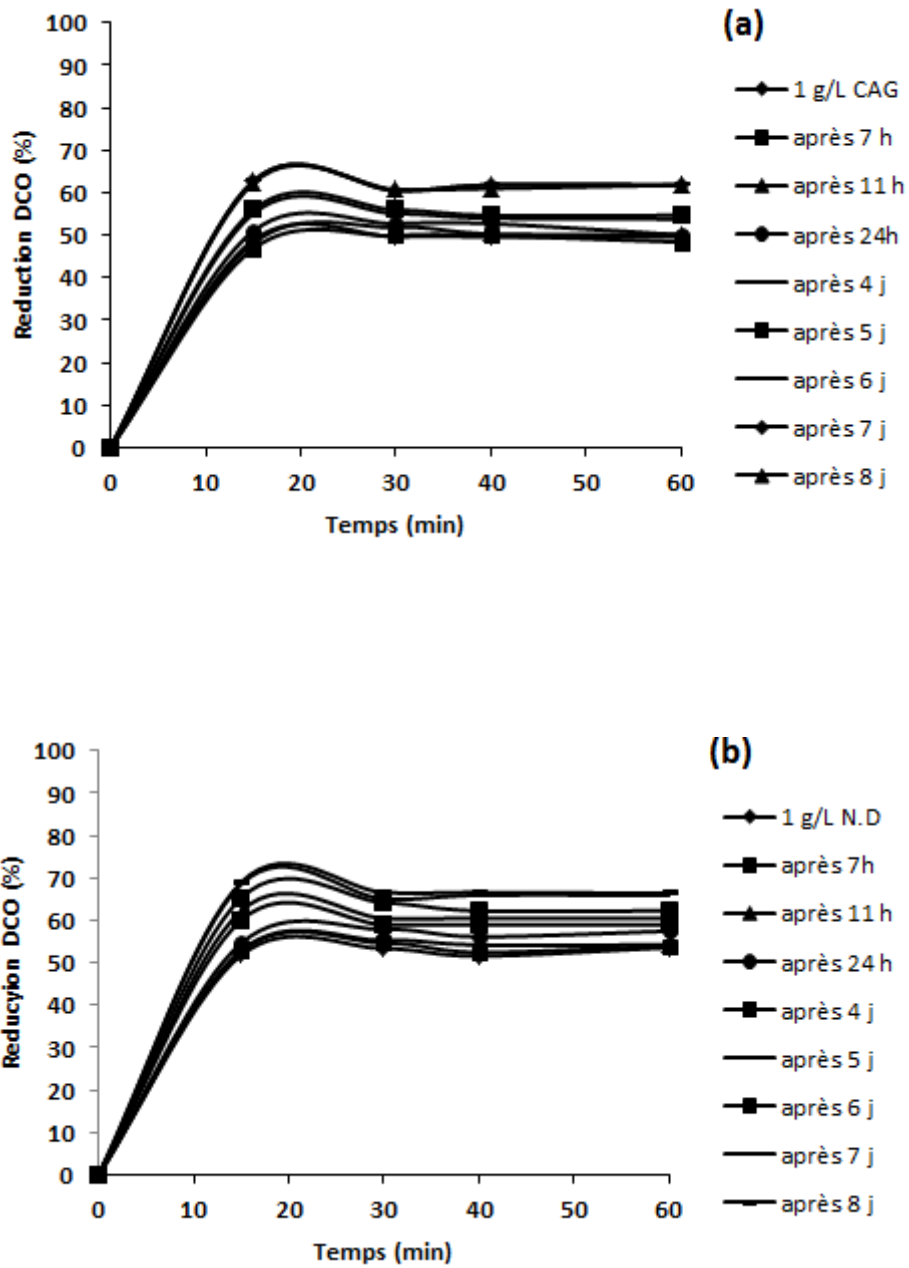 (a)
Reduction DCO (%)
100
90
80
70
60
50
40
30
20
10
0
0 10 20 30 40 50 60
Temps (min)
1 g/L CAG
après 7 h
après 11 h
après 24h
après 4 j
après 5 j
après 6 j
après 7 j
après 8 j
(b)
Reducyion DCO (%)
100
90
80
70
60
50
40
30
20
10
0
0 10 20 30 40 50 60
Temps (min)
1 g/L N.D
après 7h
après 11 h
après 24 h
après 4 j
après 5 j
après 6 j
après 7 j
après 8 j